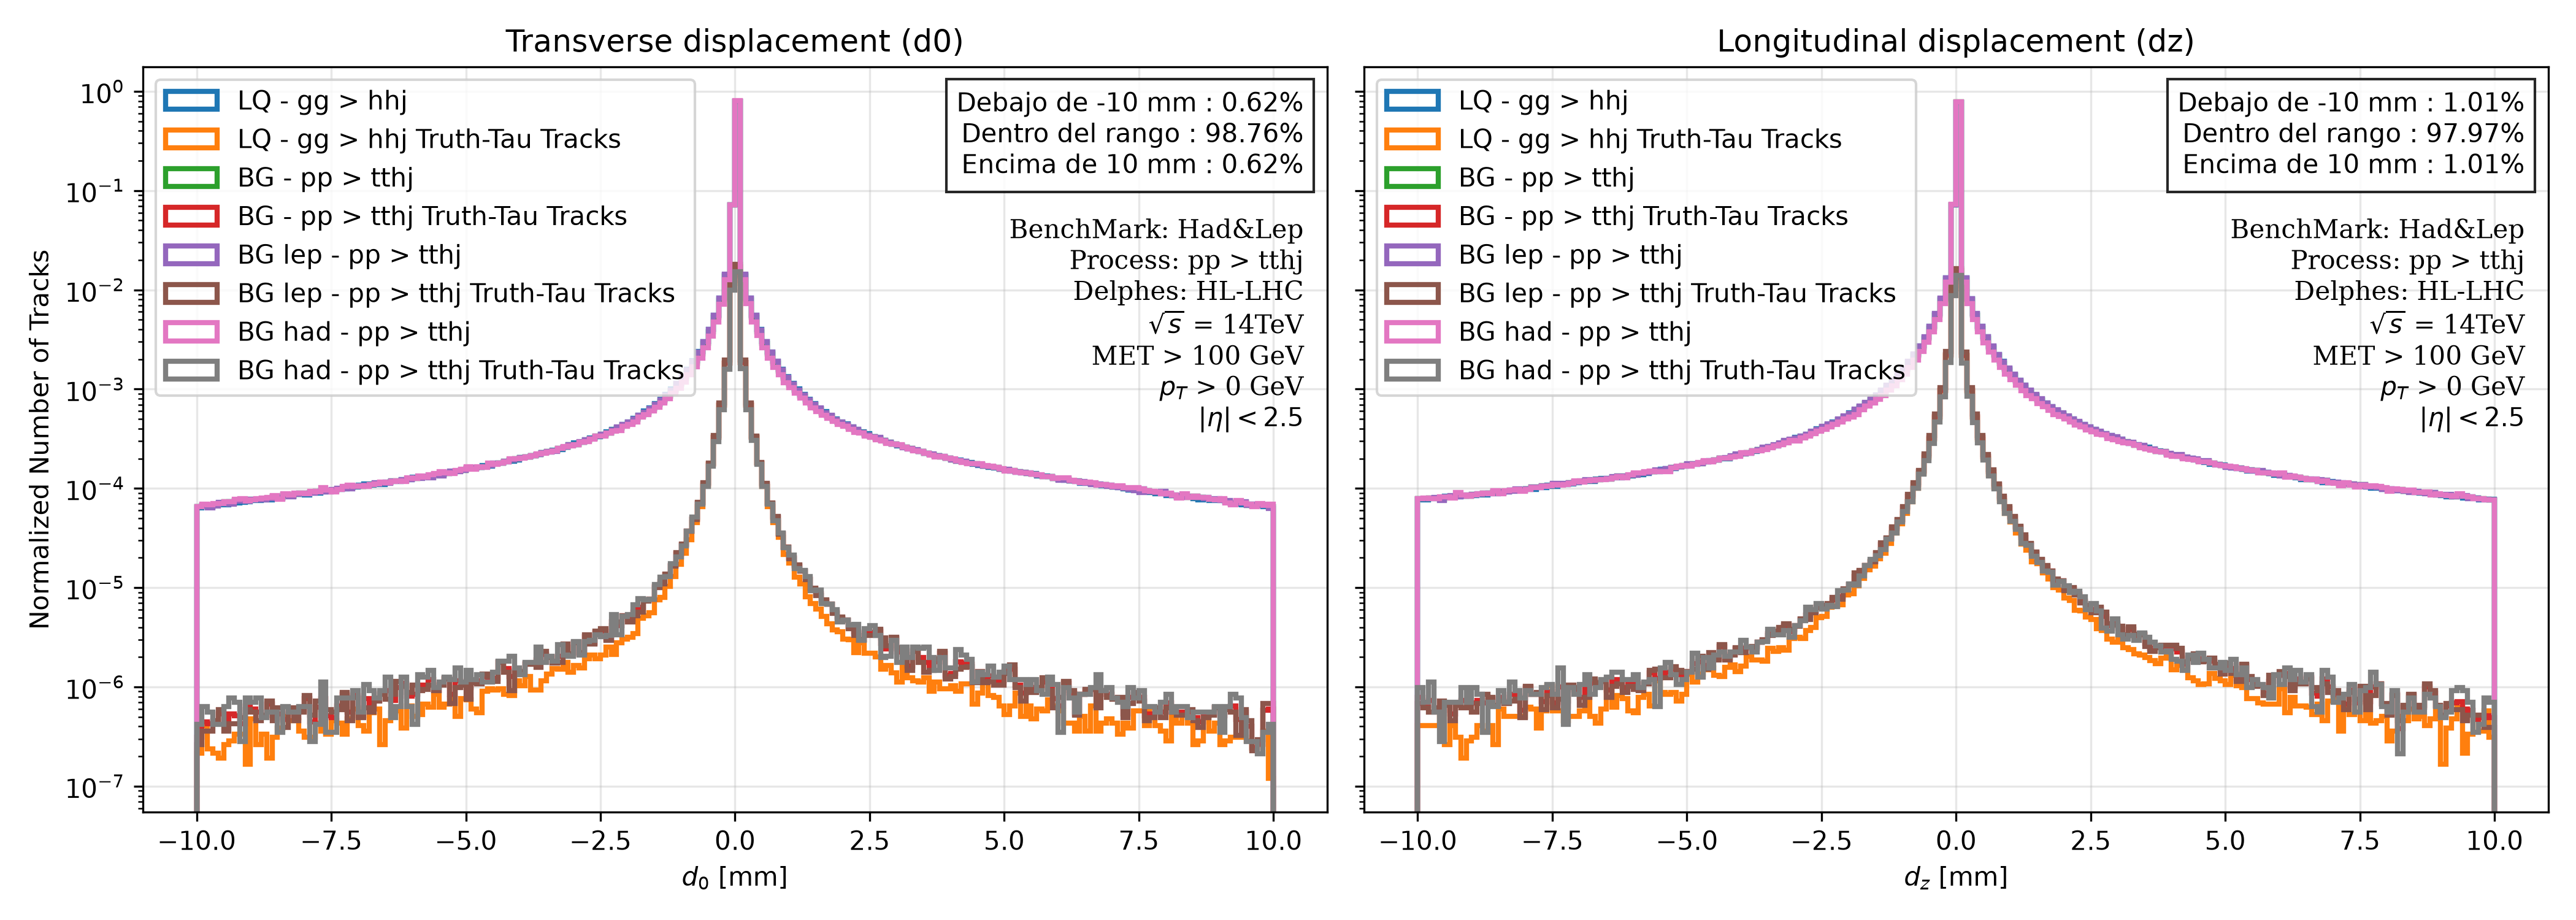 Transverse displacement (d0)
Normalized Number of Tracks
10⁰
10⁻¹
10⁻²
10⁻³
10⁻⁴
10⁻⁵
10⁻⁶
10⁻⁷
LQ - gg > hhj
LQ - gg > hhj Truth-Tau Tracks
BG - pp > tthj
BG - pp > tthj Truth-Tau Tracks
BG lep - pp > tthj
BG lep - pp > tthj Truth-Tau Tracks
BG had - pp > tthj
BG had - pp > tthj Truth-Tau Tracks
Debajo de -10 mm : 0.62%
Dentro del rango : 98.76%
Encima de 10 mm : 0.62%
BenchMark: Had&Lep
Process: pp > tthj
Delphes: HL-LHC
√s = 14TeV
MET > 100 GeV
p_T > 0 GeV
|η| < 2.5
−10.0 −7.5 −5.0 −2.5 0.0 2.5 5.0 7.5 10.0
d₀ [mm]
Longitudinal displacement (dz)
LQ - gg > hhj
LQ - gg > hhj Truth-Tau Tracks
BG - pp > tthj
BG - pp > tthj Truth-Tau Tracks
BG lep - pp > tthj
BG lep - pp > tthj Truth-Tau Tracks
BG had - pp > tthj
BG had - pp > tthj Truth-Tau Tracks
Debajo de -10 mm : 1.01%
Dentro del rango : 97.97%
Encima de 10 mm : 1.01%
BenchMark: Had&Lep
Process: pp > tthj
Delphes: HL-LHC
√s = 14TeV
MET > 100 GeV
p_T > 0 GeV
|η| < 2.5
−10.0 −7.5 −5.0 −2.5 0.0 2.5 5.0 7.5 10.0
d_z [mm]